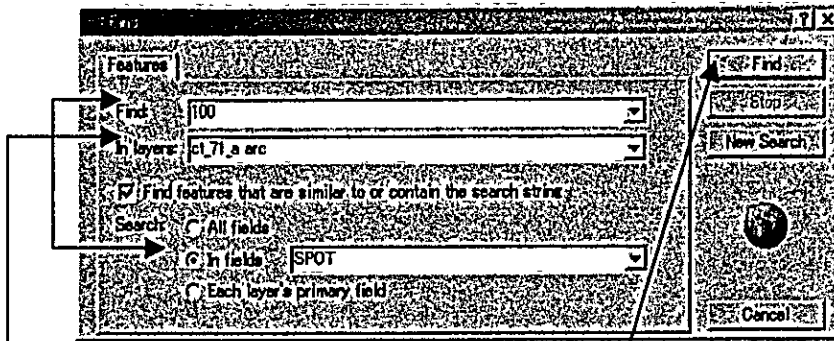 Find
Features
Find: 100
In layers: ct_71_a arc
Find features that are similar to or contain the search string
Search: All fields
In fields SPOT
Each layer's primary field
Find
Stop
New Search
Cancel